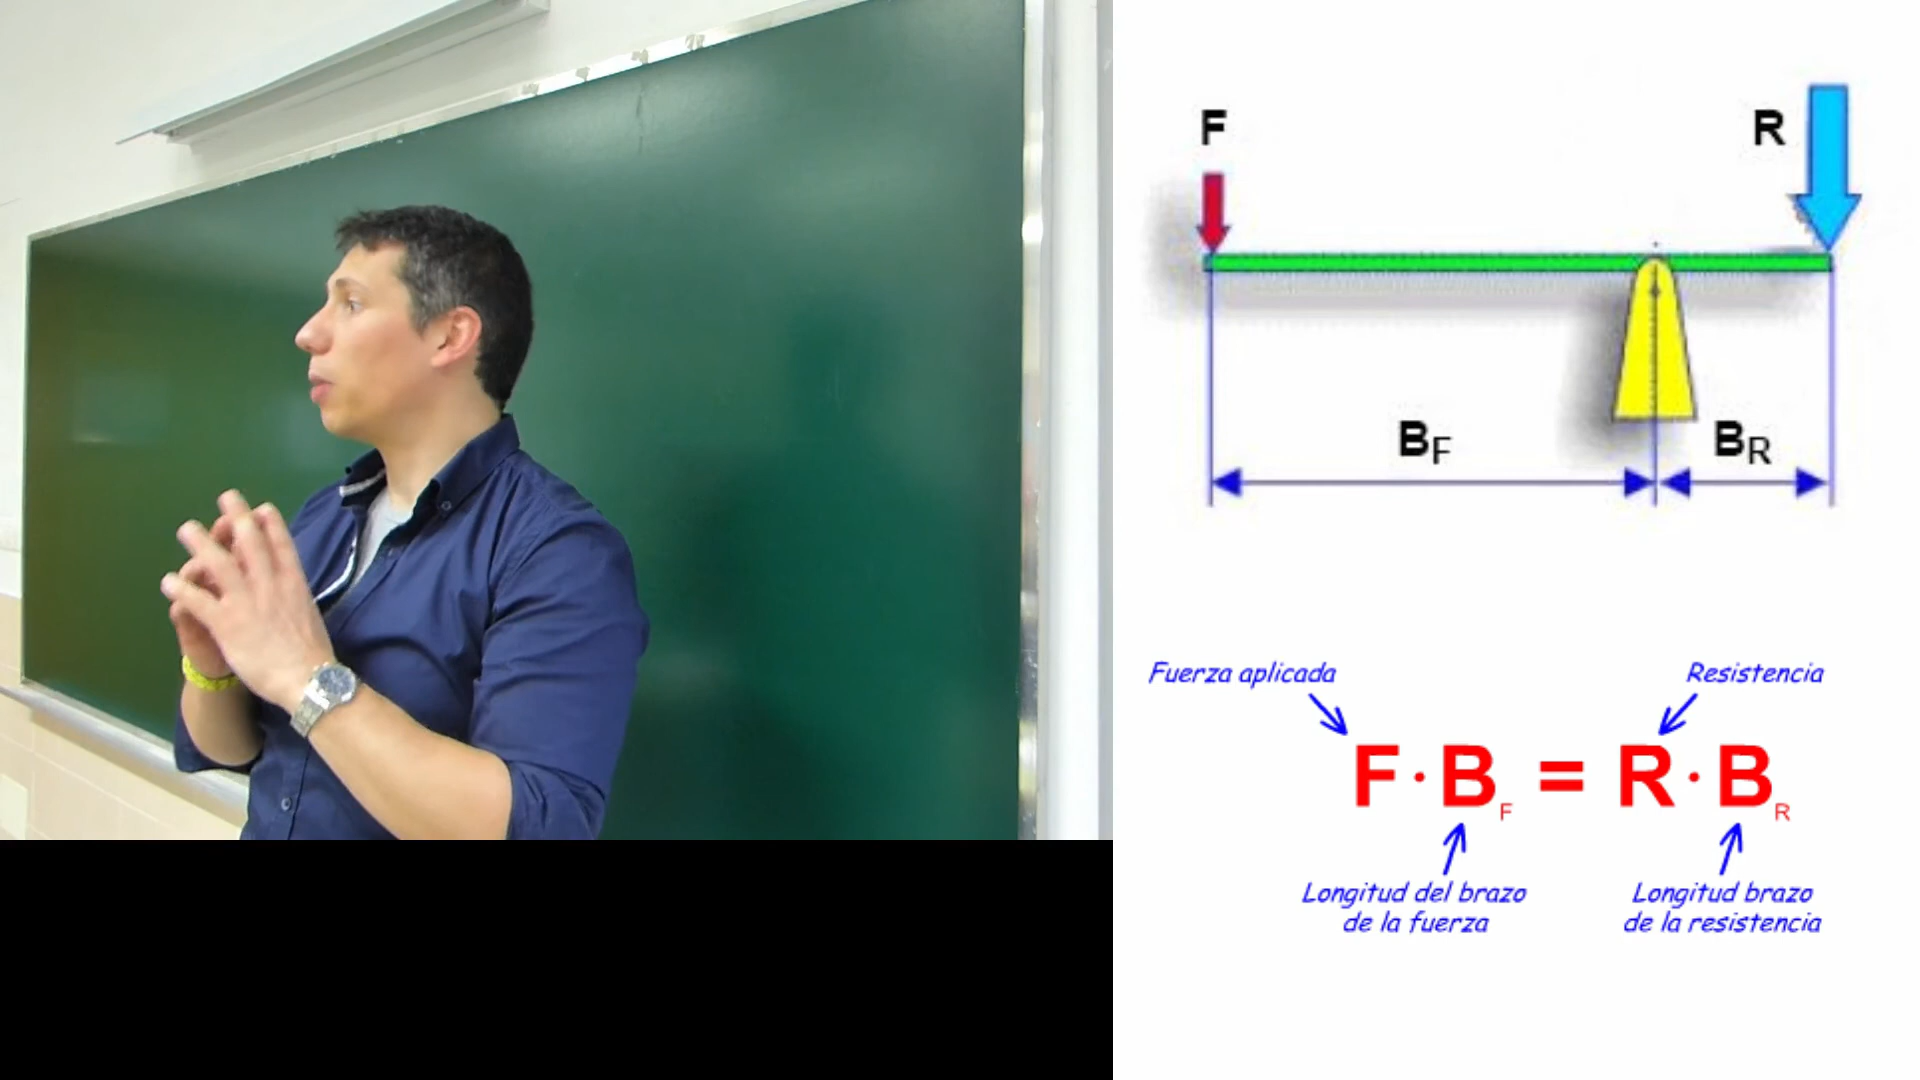 F
R
BF
BR
Fuerza aplicada
Resistencia
F·BF = R·BR
Longitud del brazo
de la fuerza
Longitud brazo
de la resistencia